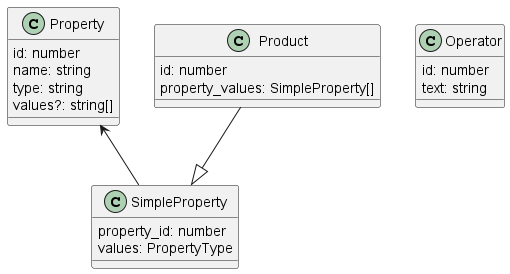 C Property
id: number
name: string
type: string
values?: string[]
C Product
id: number
property_values: SimpleProperty[]
C Operator
id: number
text: string
C SimpleProperty
property_id: number
values: PropertyType